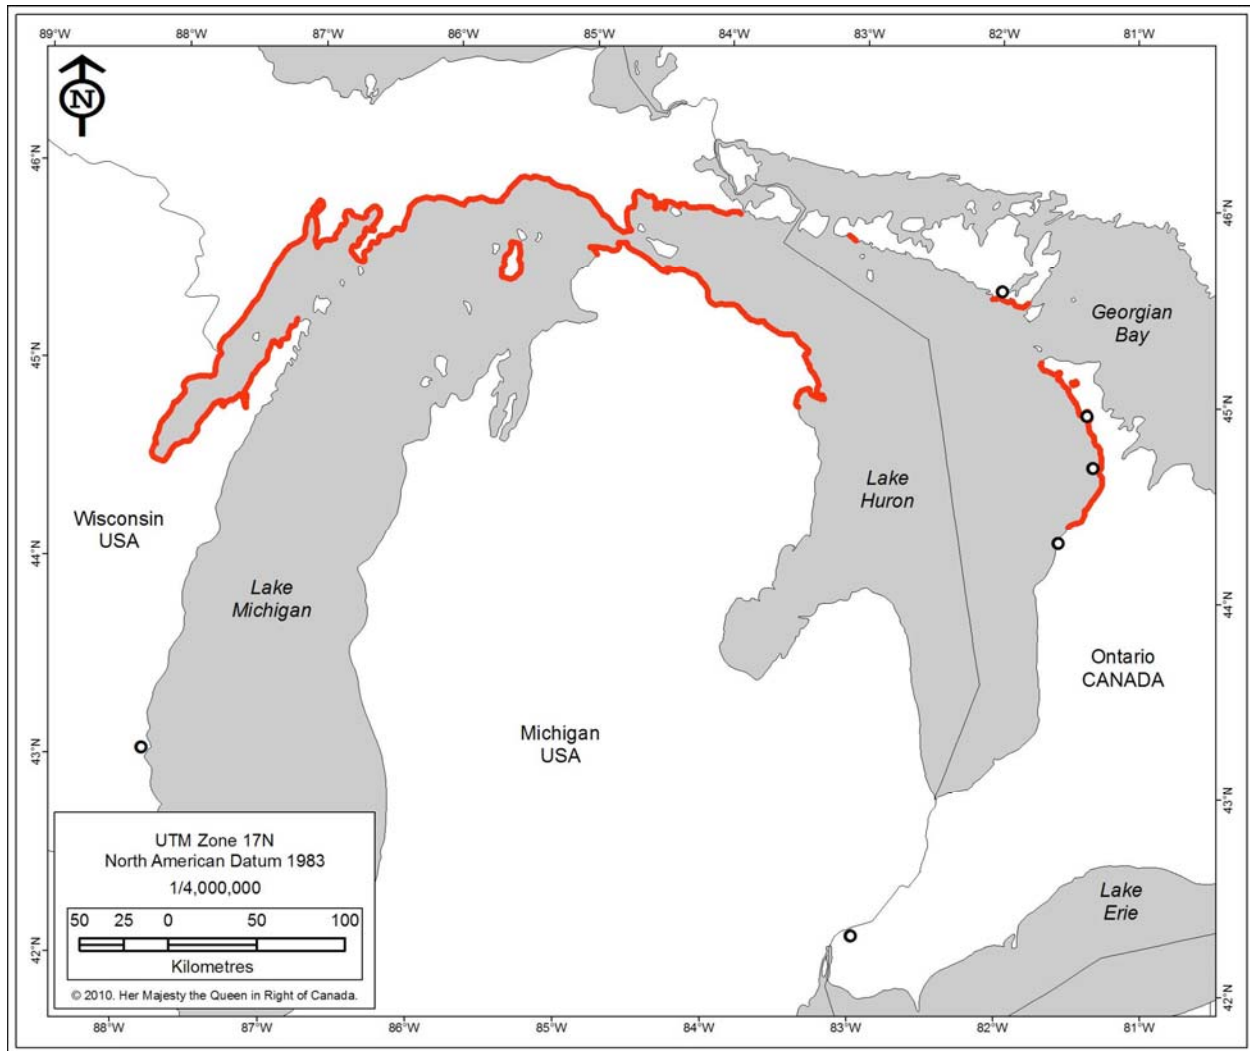 89°W 88°W 87°W 86°W 85°W 84°W 83°W 82°W 81°W
N
46°N
46°N
Georgian
Bay
45°N
45°N
Lake
Huron
Wisconsin
USA
44°N
Lake
Michigan
44°N
Ontario
CANADA
Michigan
USA
43°N
43°N
UTM Zone 17N
North American Datum 1983
1/4,000,000
50 25 0 50 100
Kilometres
© 2010. Her Majesty the Queen in Right of Canada.
Lake
Erie
42°N
42°N
88°W 87°W 86°W 85°W 84°W 83°W 82°W 81°W